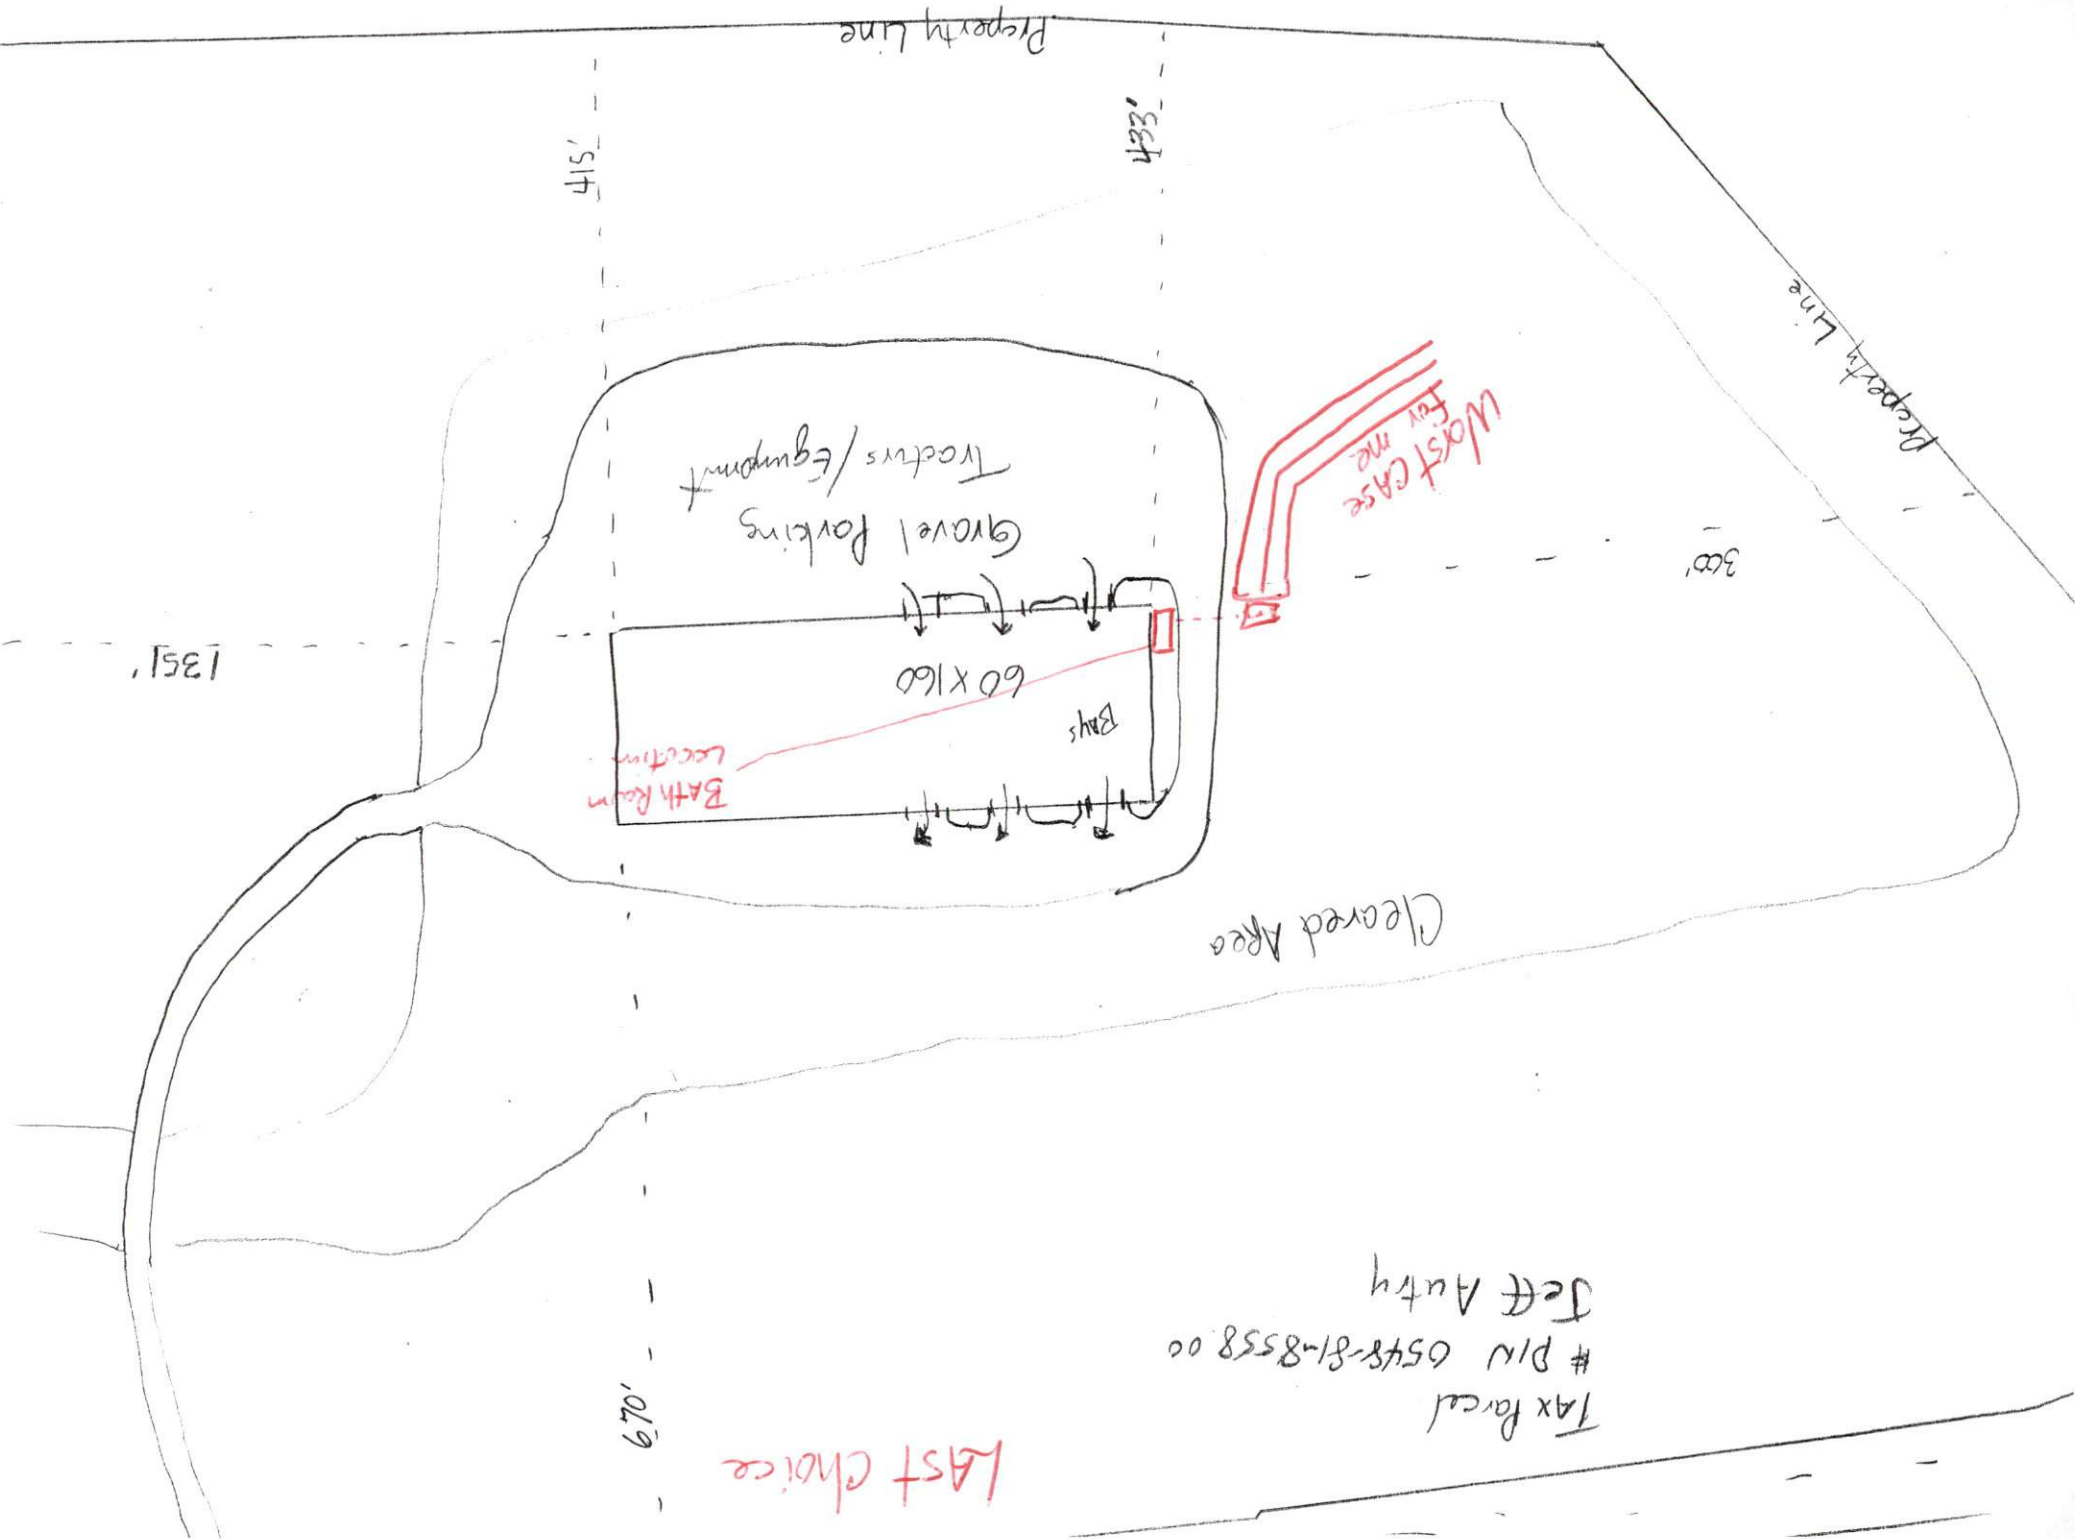 TAX Parcel
# PIN 0548-81-8558.00
Jeff Autry
LAST Choice
670'
Cleared Area
BATH Room
Location
BAYS
60 X 160
1351'
300'
Gravel Parking
Tractors / Equipmnt
Worst CASE
For me
Property Line
433'
415'
Property Line